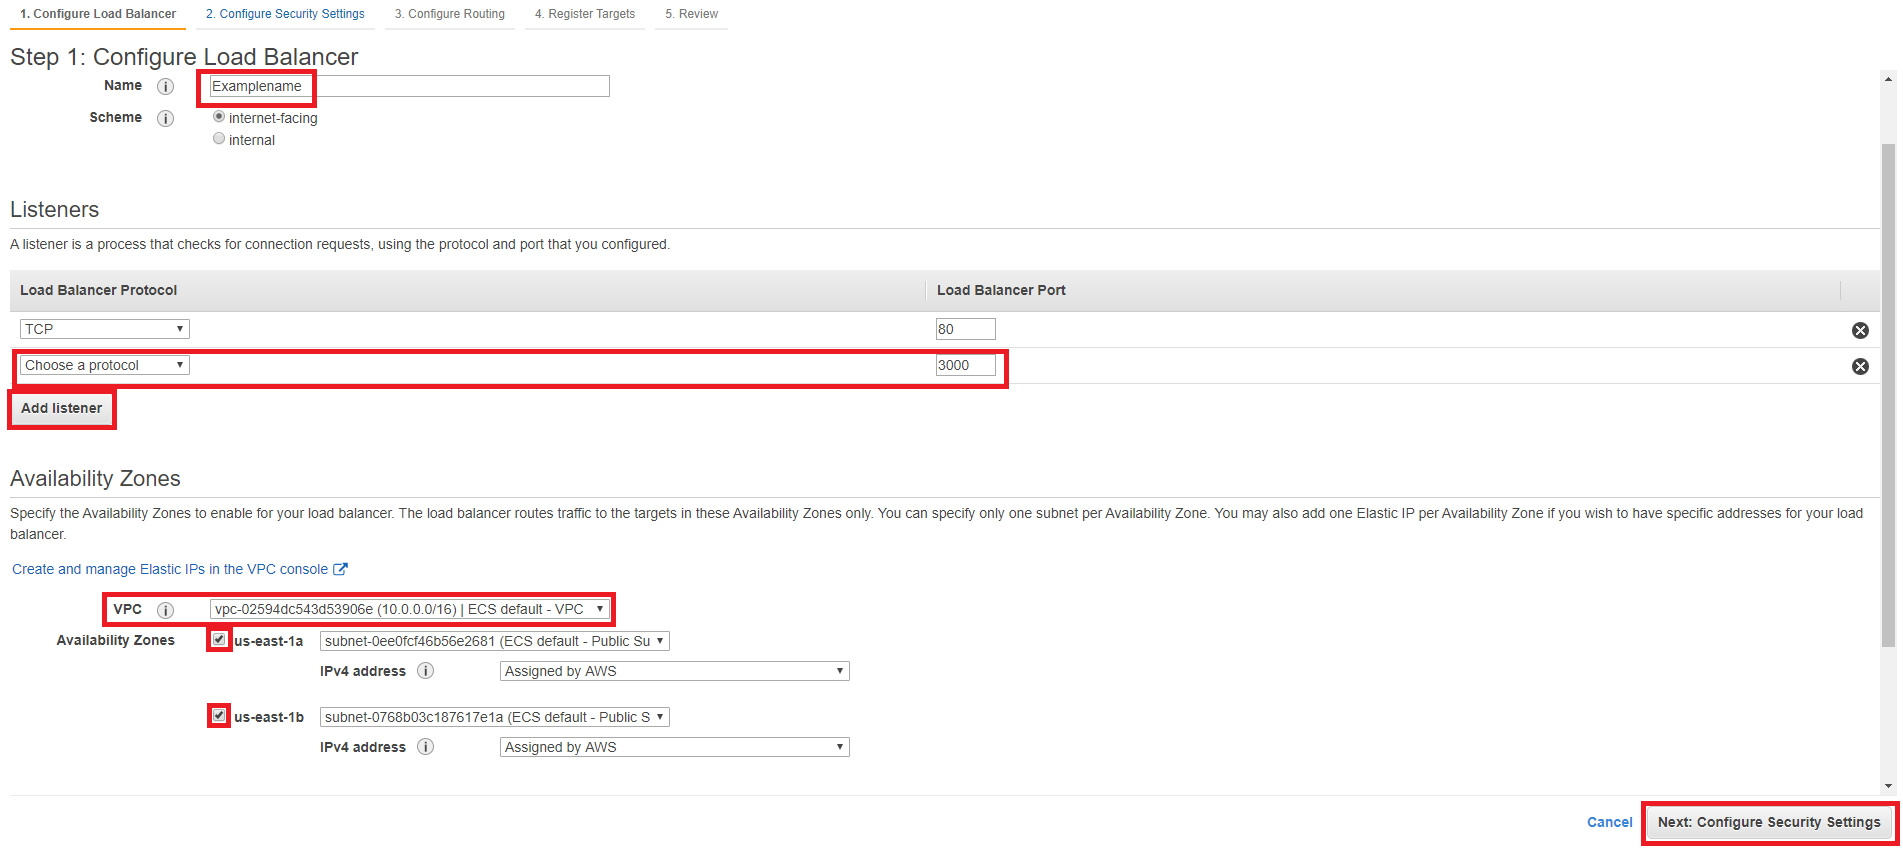 1. Configure Load Balancer 2. Configure Security Settings 3. Configure Routing 4. Register Targets 5. Review
Step 1: Configure Load Balancer
Name i Examplename
Scheme i internet-facing
internal
Listeners
A listener is a process that checks for connection requests, using the protocol and port that you configured.
Load Balancer Protocol Load Balancer Port
TCP 80
Choose a protocol 3000
Add listener
Availability Zones
Specify the Availability Zones to enable for your load balancer. The load balancer routes traffic to the targets in these Availability Zones only. You can specify only one subnet per Availability Zone. You may also add one Elastic IP per Availability Zone if you wish to have specific addresses for your load
balancer.
Create and manage Elastic IPs in the VPC console
VPC i vpc-02594dc543d53906e (10.0.0.0/16) | ECS default - VPC
Availability Zones us-east-1a subnet-0ee0fcf46b56e2681 (ECS default - Public Su
IPv4 address i Assigned by AWS
us-east-1b subnet-0768b03c187617e1a (ECS default - Public S
IPv4 address i Assigned by AWS
Cancel Next: Configure Security Settings